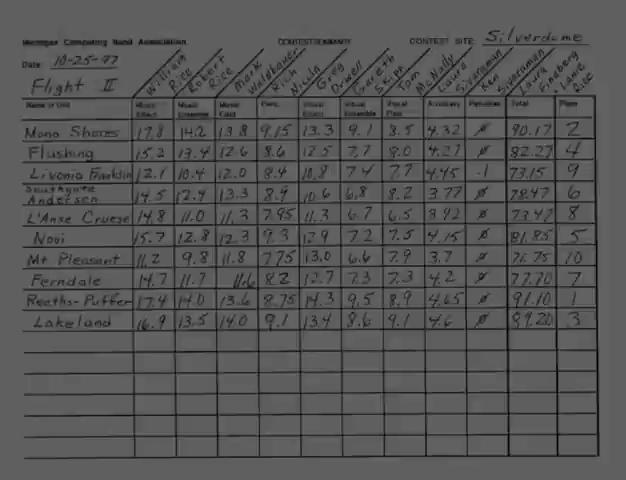 Michigan Competing Band Association CONTEST SUMMARY CONTEST SITE: Silverdome
Date: 10-25-97
Flight II
William Rice Robert Rice Mark Rich Greg Orwell Gareth Skipp Tom McNady Laura Sivaraman Ken Sivaraman Laura Fineberg Lane Rice
Name of Unit Music Effect Music Ensemble Music Cold Perc. Visual Effect Visual Ensemble Visual Auxiliary Penalties Total Place
Mona Shores 17.8 14.2 13.8 9.15 13.3 9.1 8.5 4.32 ø 90.17 2
Flushing 15.2 13.4 12.6 8.6 12.5 7.7 8.0 4.27 ø 82.27 4
Livonia Franklin 12.1 10.4 12.0 8.4 10.8 7.4 7.7 4.45 .1 73.15 9
Southgate Andersen 14.5 12.4 13.3 8.9 10.6 6.8 8.2 3.77 ø 78.47 6
L'Anse Cruese 14.8 11.0 11.3 7.95 11.3 6.7 6.5 3.92 ø 73.47 8
Novi 15.7 12.8 12.3 9.3 12.9 7.2 7.5 4.15 ø 81.85 5
Mt Pleasant 11.2 9.8 11.8 7.75 13.0 6.6 7.9 3.7 ø 71.75 10
Ferndale 14.7 11.7 11.6 8.2 12.7 7.3 7.3 4.2 ø 77.70 7
Reeths-Puffer 17.4 14.0 13.6 8.75 14.3 9.5 8.9 4.65 ø 91.10 1
Lakeland 16.9 13.5 14.0 9.1 13.4 8.6 9.1 4.6 ø 89.20 3